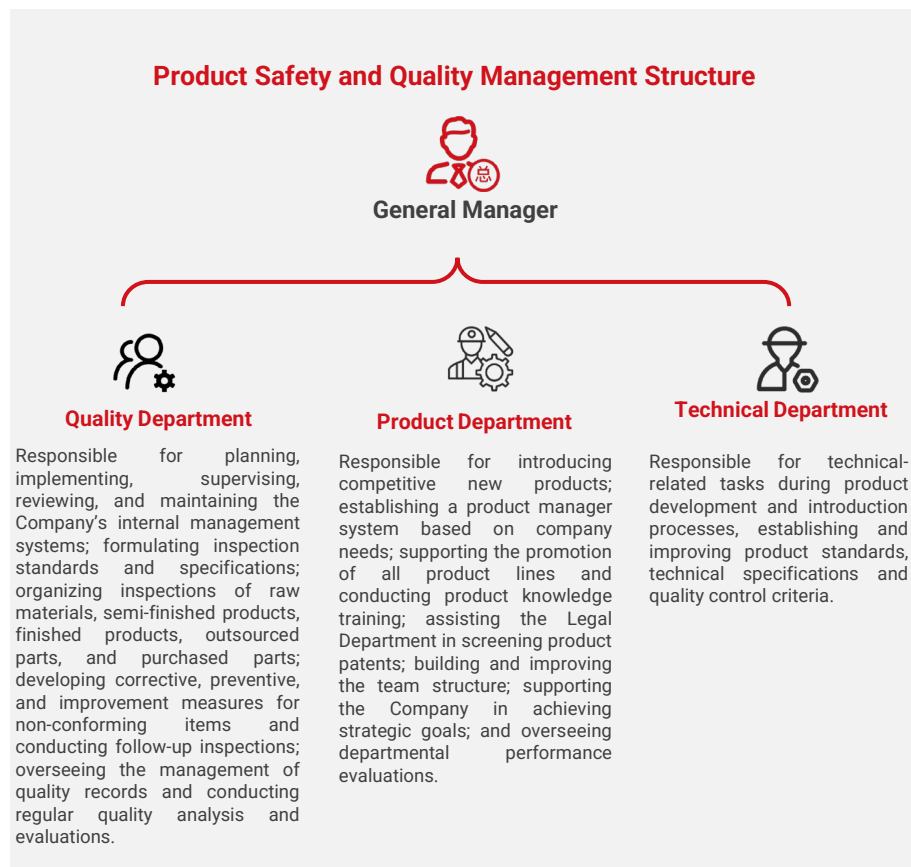 Product Safety and Quality Management Structure
总
General Manager
Quality Department
Responsible for planning,
implementing, supervising,
reviewing, and maintaining the
Company’s internal management
systems; formulating inspection
standards and specifications;
organizing inspections of raw
materials, semi-finished products,
finished products, outsourced
parts, and purchased parts;
developing corrective, preventive,
and improvement measures for
non-conforming items and
conducting follow-up inspections;
overseeing the management of
quality records and conducting
regular quality analysis and
evaluations.
Product Department
Responsible for introducing
competitive new products;
establishing a product manager
system based on company
needs; supporting the promotion
of all product lines and
conducting product knowledge
training; assisting the Legal
Department in screening product
patents; building and improving
the team structure; supporting
the Company in achieving
strategic goals; and overseeing
departmental performance
evaluations.
Technical Department
Responsible for technical-
related tasks during product
development and introduction
processes, establishing and
improving product standards,
technical specifications and
quality control criteria.